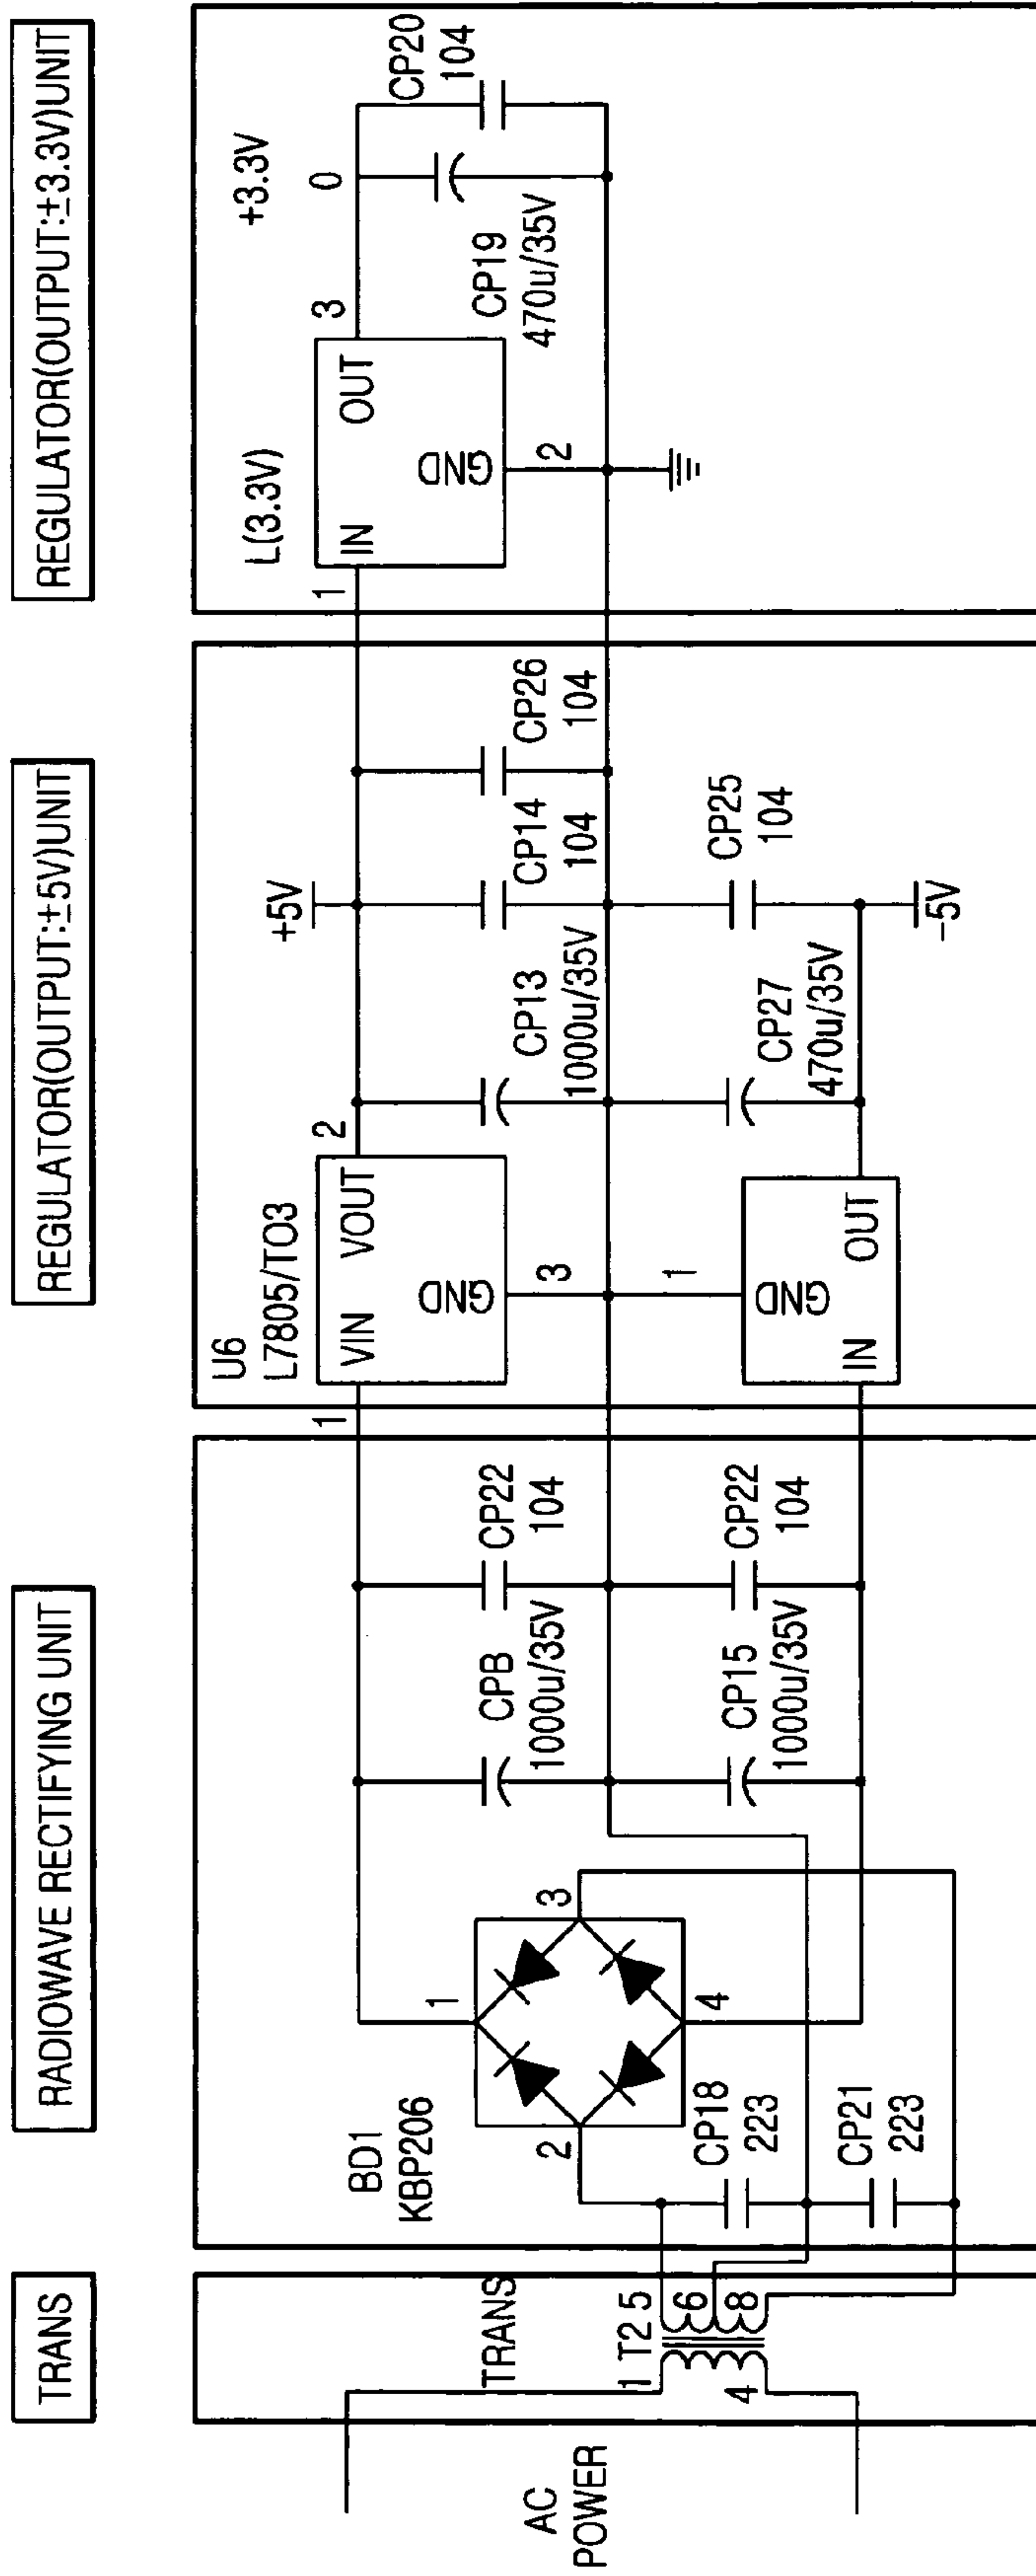 TRANS
RADIOWAVE RECTIFYING UNIT
REGULATOR(OUTPUT:±5V)UNIT
REGULATOR(OUTPUT:±3.3V)UNIT
AC
POWER
TRANS
T2
1
4
5
6
8
BD1
KBP206
1
2
3
4
CP18
223
CP21
223
CPB
1000u/35V
CP22
104
CP15
1000u/35V
CP22
104
U6
L7805/TO3
1
VIN
VOUT
2
GND
3
1
GND
IN
OUT
+5V
CP13
1000u/35V
CP14
104
CP26
104
CP27
470u/35V
CP25
104
-5V
L(3.3V)
1
IN
OUT
3
GND
2
+3.3V
0
CP19
470u/35V
CP20
104